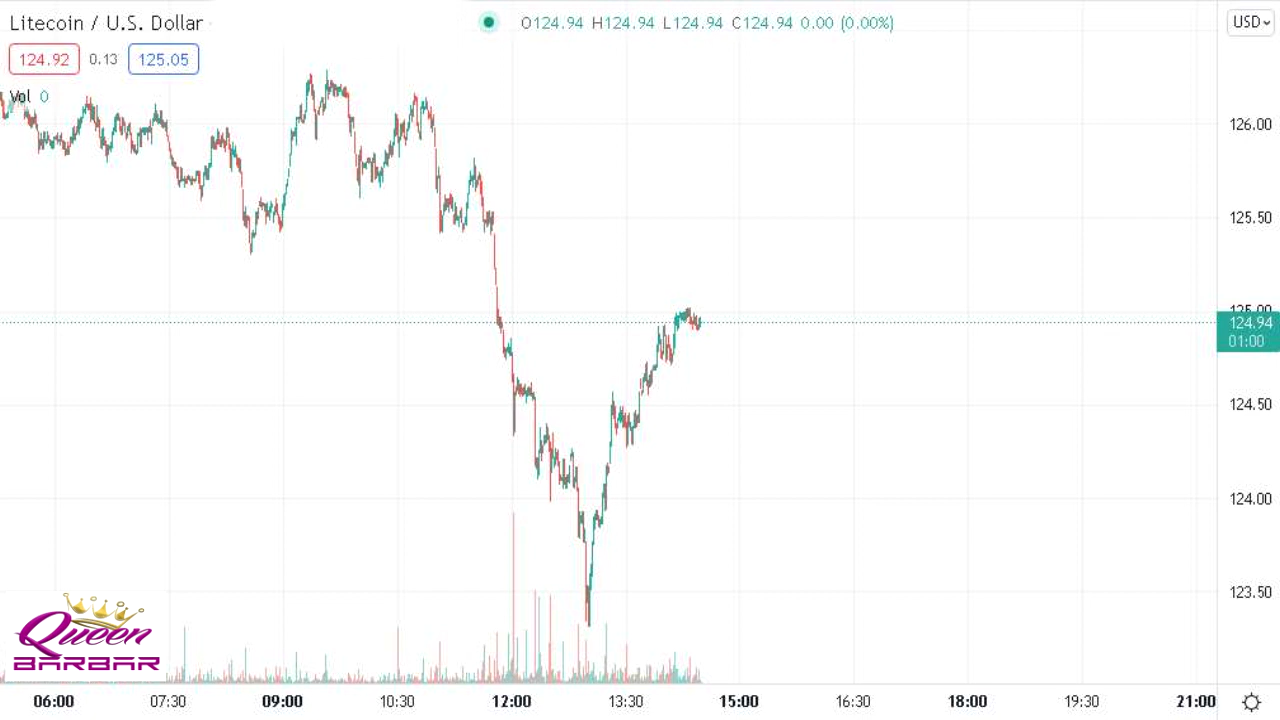 Litecoin / U.S. Dollar
O124.94 H124.94 L124.94 C124.94 0.00 (0.00%)
USD
124.92 0.13 125.05
Vol 0
126.00
125.50
125.00
124.94
01:00
124.50
124.00
123.50
Queen
BARBAR
06:00 07:30 09:00 10:30 12:00 13:30 15:00 16:30 18:00 19:30 21:00